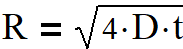 R = √4·D·t